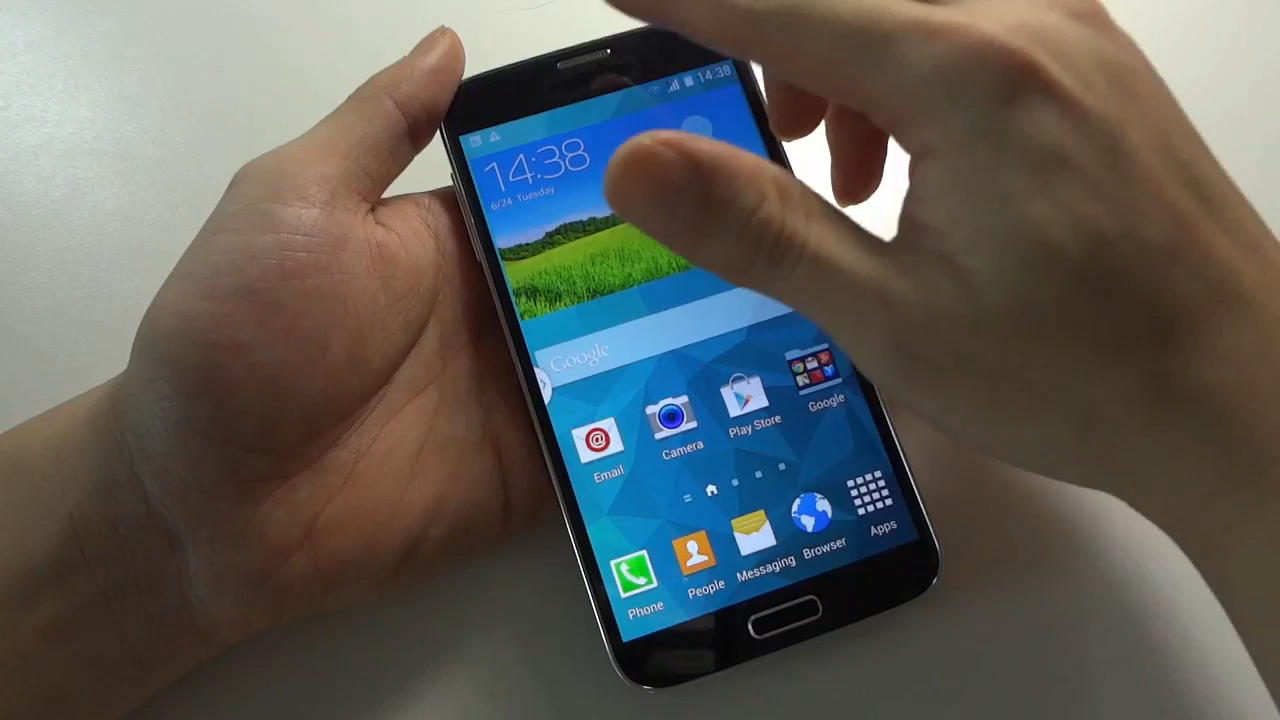 14:38
14:38
6/24 Tuesday
Google
Email
Camera
Play Store
Google
Phone
People
Messaging
Browser
Apps